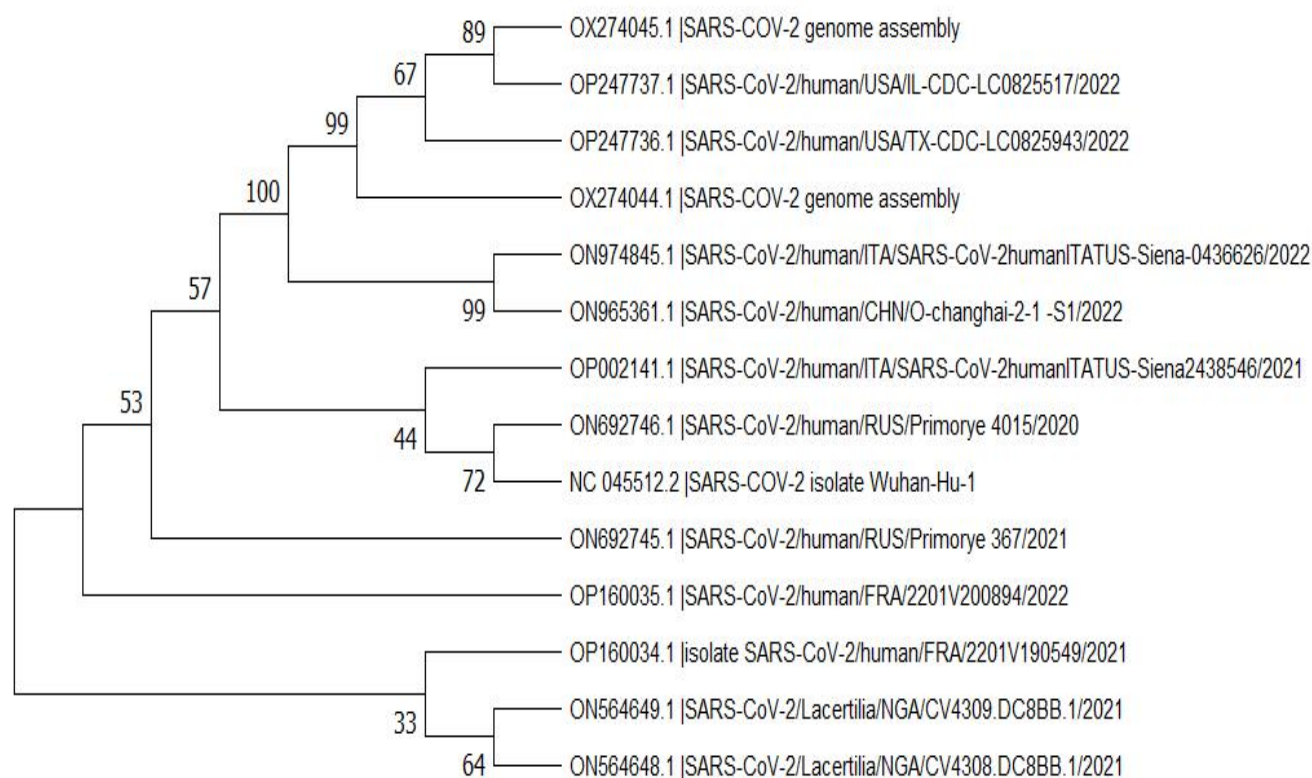 OX274045.1 |SARS-COV-2 genome assembly
89
OP247737.1 |SARS-CoV-2/human/USA/IL-CDC-LC0825517/2022
67
OP247736.1 |SARS-CoV-2/human/USA/TX-CDC-LC0825943/2022
99
OX274044.1 |SARS-COV-2 genome assembly
100
ON974845.1 |SARS-CoV-2/human/ITA/SARS-CoV-2humanITATUS-Siena-0436626/2022
57
99
ON965361.1 |SARS-CoV-2/human/CHN/O-changhai-2-1 -S1/2022
OP002141.1 |SARS-CoV-2/human/ITA/SARS-CoV-2humanITATUS-Siena2438546/2021
53
44
ON692746.1 |SARS-CoV-2/human/RUS/Primorye 4015/2020
72
NC 045512.2 |SARS-COV-2 isolate Wuhan-Hu-1
ON692745.1 |SARS-CoV-2/human/RUS/Primorye 367/2021
OP160035.1 |SARS-CoV-2/human/FRA/2201V200894/2022
OP160034.1 |isolate SARS-CoV-2/human/FRA/2201V190549/2021
33
ON564649.1 |SARS-CoV-2/Lacertilia/NGA/CV4309.DC8BB.1/2021
64
ON564648.1 |SARS-CoV-2/Lacertilia/NGA/CV4308.DC8BB.1/2021